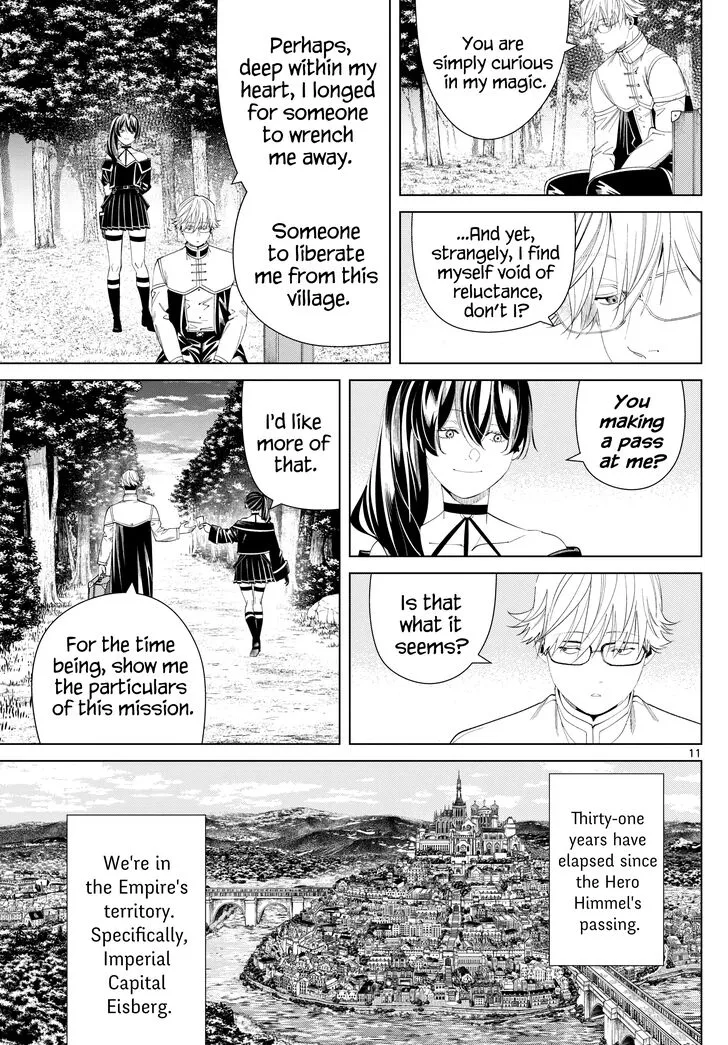 You are
simply curious
in my magic.
...And yet,
strangely, I find
myself void of
reluctance,
don't I?
Perhaps,
deep within my
heart, I longed
for someone
to wrench
me away.
Someone
to liberate
me from this
village.
You
making
a pass
at me?
Is that
what it
seems?
I'd like
more of
that.
For the time
being, show me
the particulars
of this mission.
11
Thirty-one
years have
elapsed since
the Hero
Himmel's
passing.
We're in
the Empire's
territory.
Specifically,
Imperial
Capital
Eisberg.